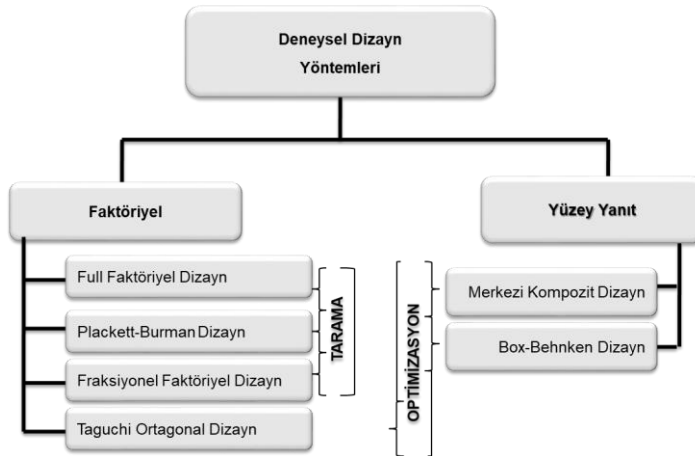 Deneysel Dizayn
Yöntemleri
Faktöriyel
Yüzey Yanıt
Full Faktöriyel Dizayn
Plackett-Burman Dizayn
Fraksiyonel Faktöriyel Dizayn
Taguchi Ortagonal Dizayn
TARAMA
OPTİMİZASYON
Merkezi Kompozit Dizayn
Box-Behnken Dizayn